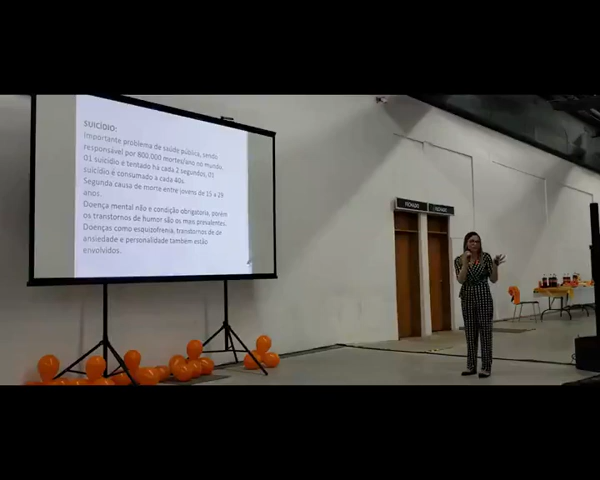 SUICÍDIO:
Importante problema de saúde pública, sendo
responsável por 800.000 mortes/ano no mundo.
01 suicídio é tentado há cada 2 segundos, 01
suicídio é consumado a cada 40s.
Segunda causa de morte entre jovens de 15 a 29
anos.
Doença mental não é condição obrigatória, porém
os transtornos de humor são os mais prevalentes.
Doenças como esquizofrenia, transtornos de de
ansiedade e personalidade também estão
envolvidos.
FECHADO
FECHADO